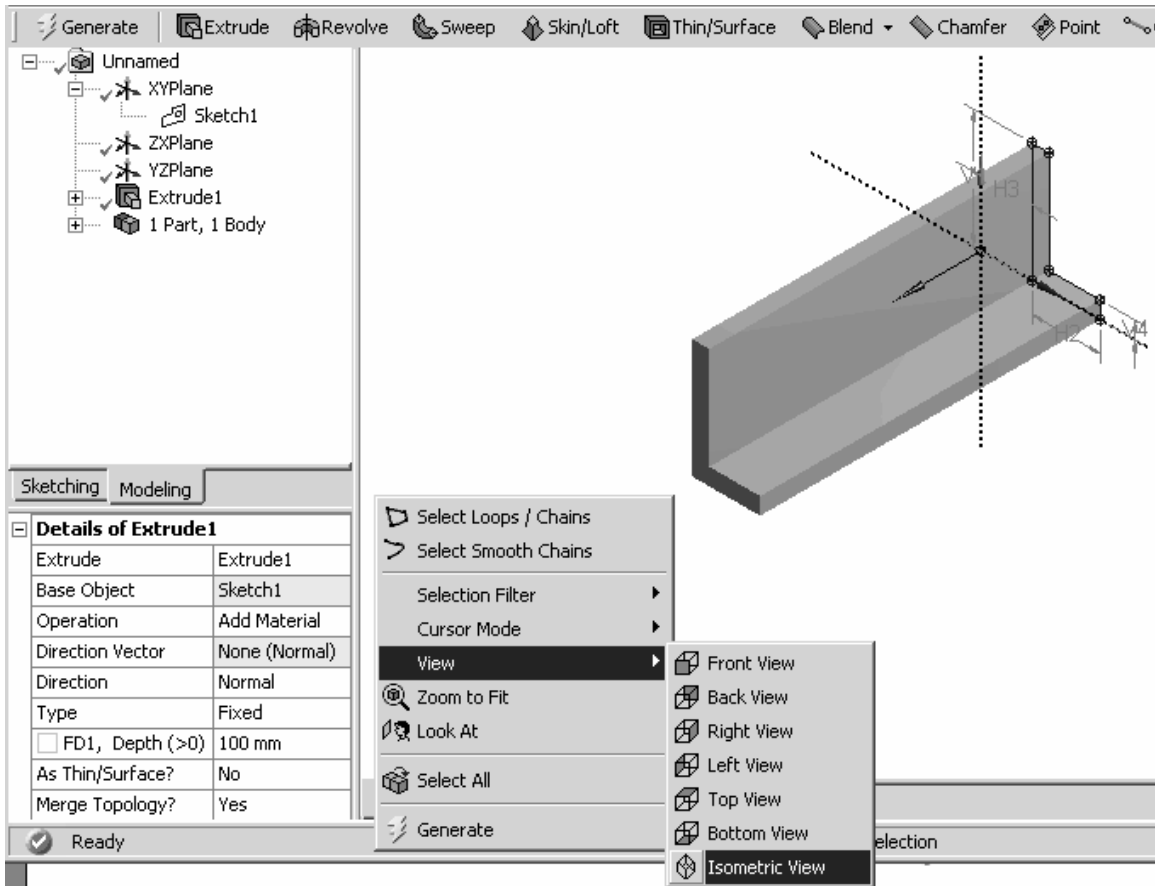 Generate Extrude Revolve Sweep Skin/Loft Thin/Surface Blend Chamfer Point
Unnamed
XYPlane
Sketch1
ZXPlane
YZPlane
Extrude1
1 Part, 1 Body
H3
H2
V4
Sketching Modeling
Details of Extrude1
Extrude Extrude1
Base Object Sketch1
Operation Add Material
Direction Vector None (Normal)
Direction Normal
Type Fixed
FD1, Depth (>0) 100 mm
As Thin/Surface? No
Merge Topology? Yes
Select Loops / Chains
Select Smooth Chains
Selection Filter
Cursor Mode
View
Zoom to Fit
Look At
Select All
Generate
Front View
Back View
Right View
Left View
Top View
Bottom View
Isometric View
Ready
election